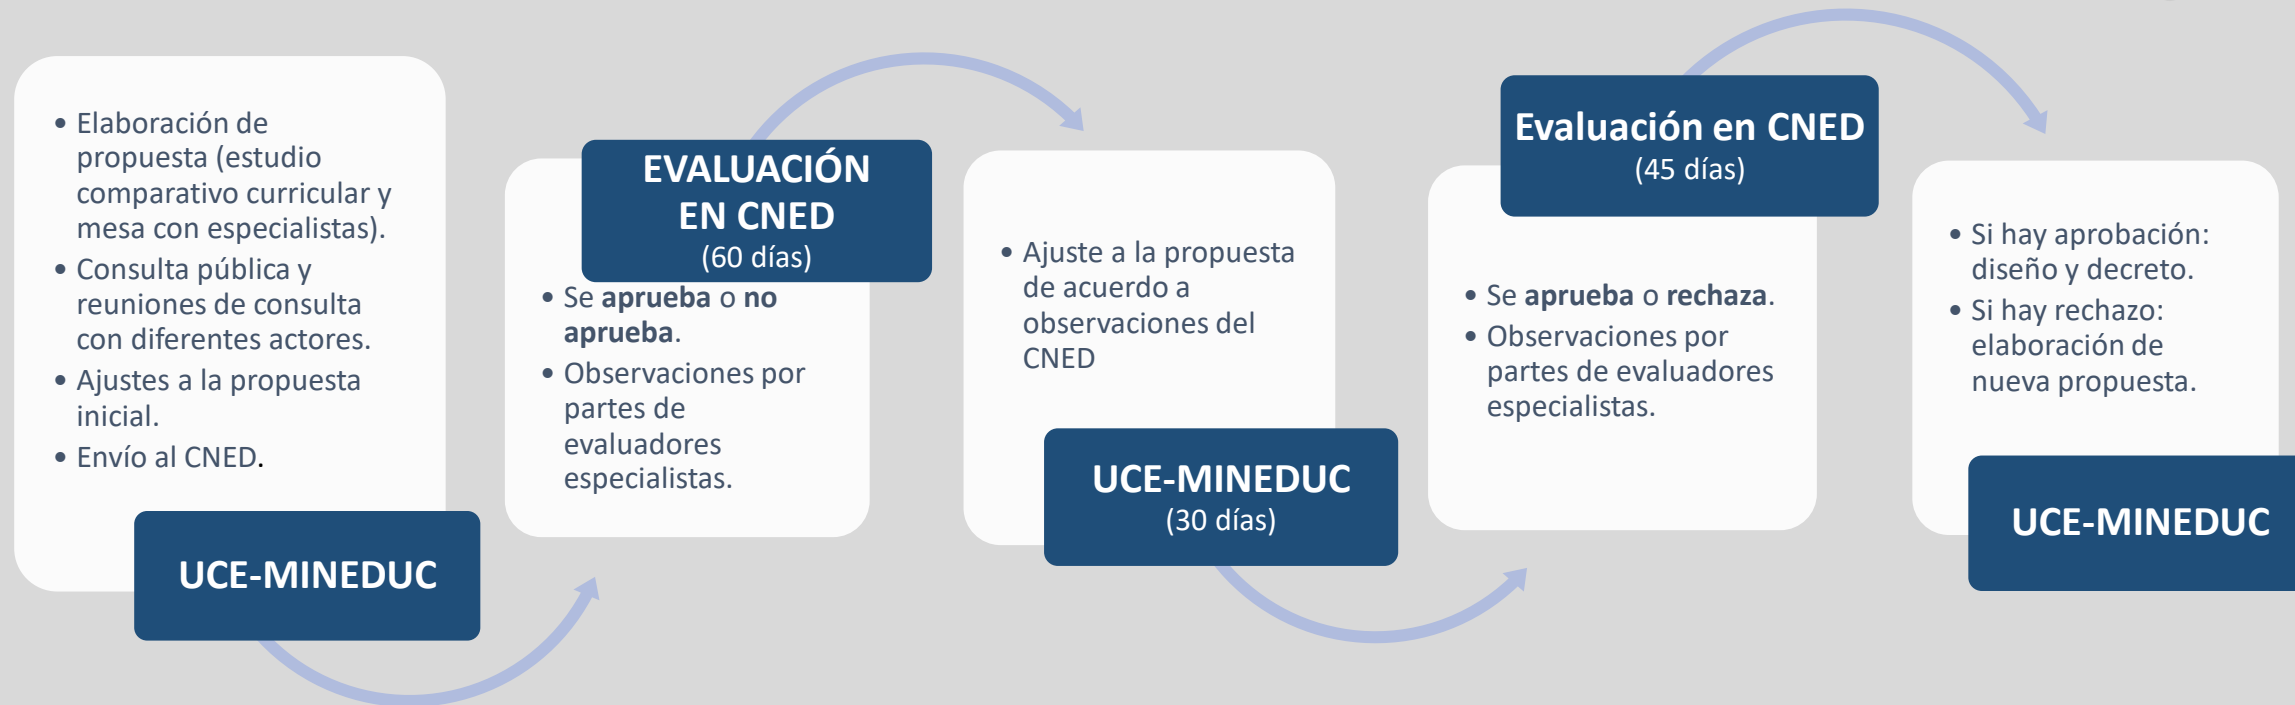 • Elaboración de
propuesta (estudio
comparativo curricular y
mesa con especialistas).
• Consulta pública y
reuniones de consulta
con diferentes actores.
• Ajustes a la propuesta
inicial.
• Envío al CNED.
UCE-MINEDUC
EVALUACIÓN
EN CNED
(60 días)
• Se aprueba o no
aprueba.
• Observaciones por
partes de
evaluadores
especialistas.
• Ajuste a la propuesta
de acuerdo a
observaciones del
CNED
UCE-MINEDUC
(30 días)
Evaluación en CNED
(45 días)
• Se aprueba o rechaza.
• Observaciones por
partes de evaluadores
especialistas.
• Si hay aprobación:
diseño y decreto.
• Si hay rechazo:
elaboración de
nueva propuesta.
UCE-MINEDUC